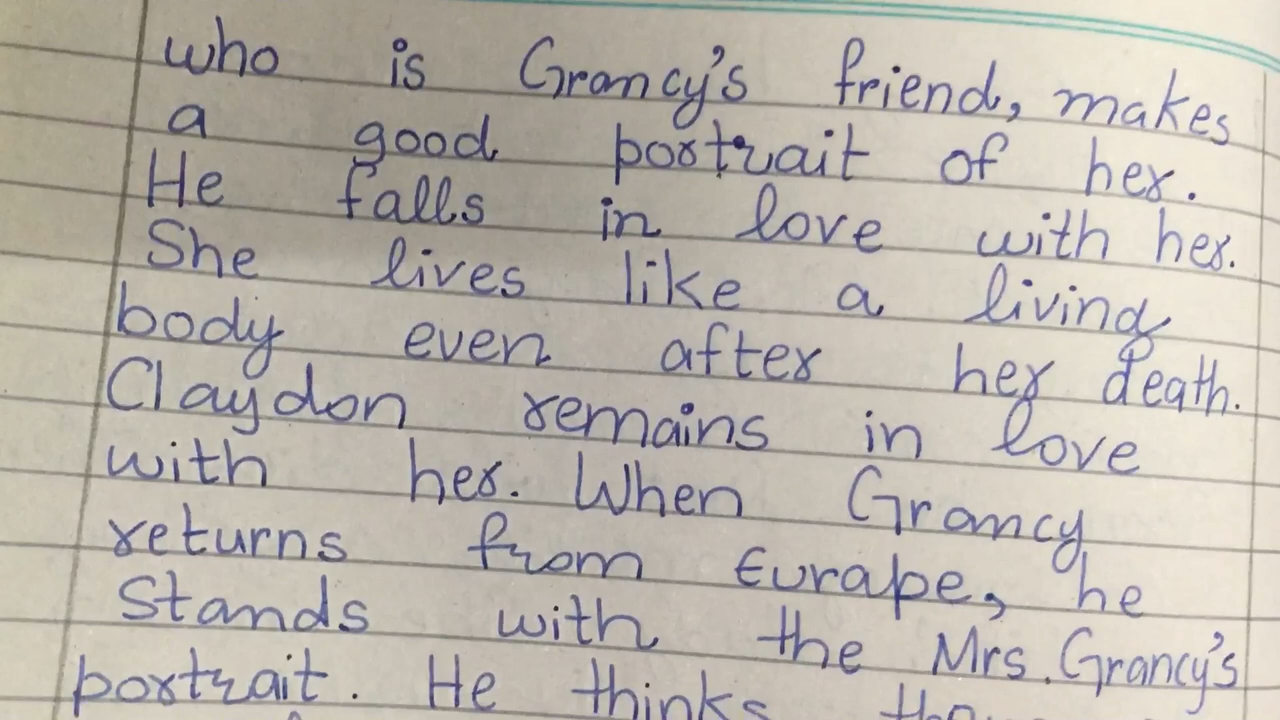 who is Grancy's friend, makes
a good portrait of her.
He falls in love with her.
She lives like a living
body even after her death.
Claydon remains in love
with her. When Grancy
returns from Eurape, he
Stands with the Mrs. Grancy's
portrait. He thinks